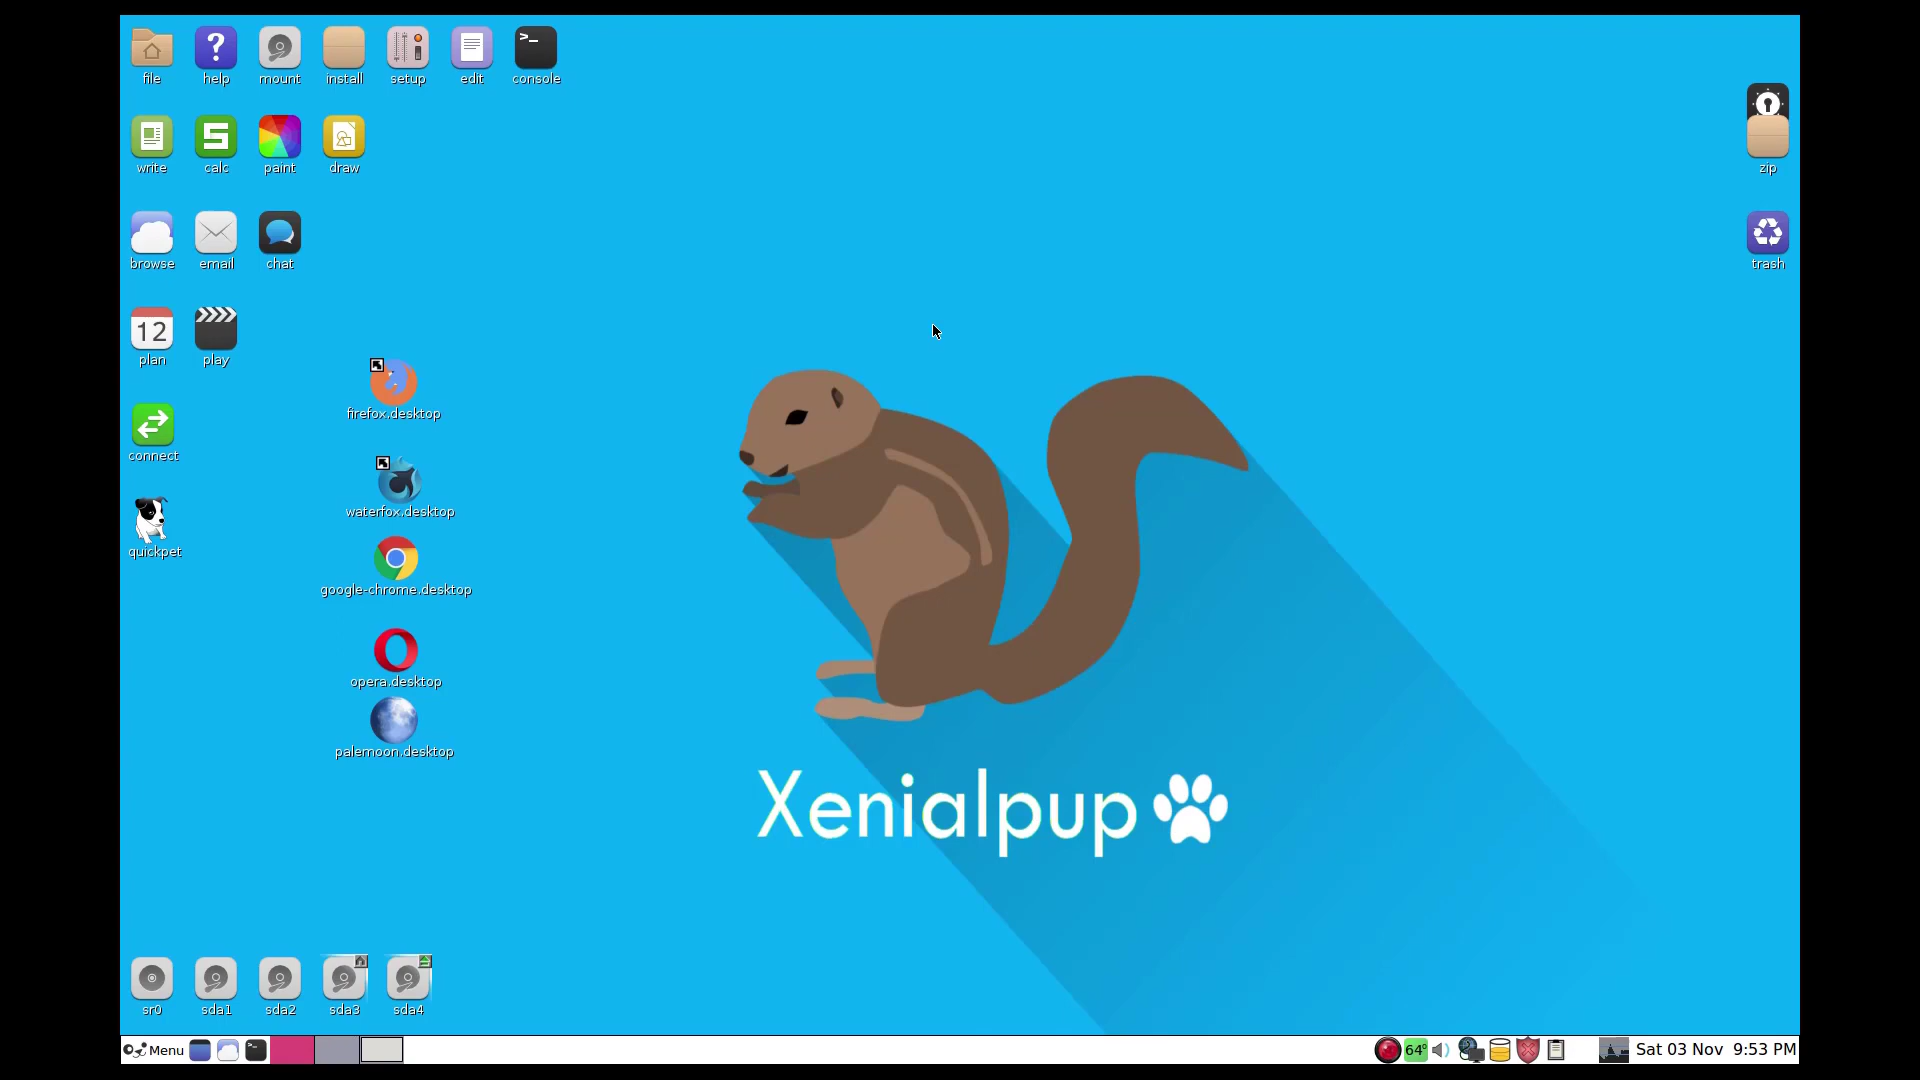 file help mount install setup edit console
write calc paint draw zip
browse email chat trash
12
plan play
firefox.desktop
connect
waterfox.desktop
quickpet
google-chrome.desktop
opera.desktop
palemoon.desktop
Xenialpup
sr0 sda1 sda2 sda3 sda4
Menu 64° Sat 03 Nov 9:53 PM